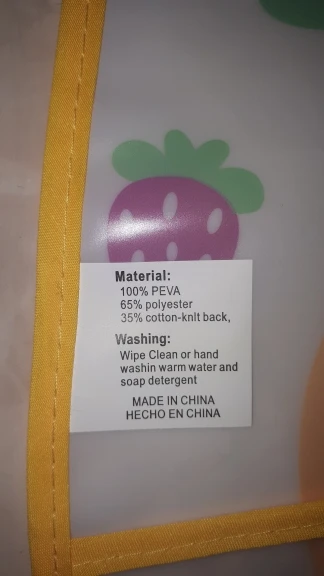 Material:
100% PEVA
65% polyester
35% cotton-knlt back,
Washing:
Wipe Clean or hand
washin warm water and
soap detergent
MADE IN CHINA
HECHO EN CHINA